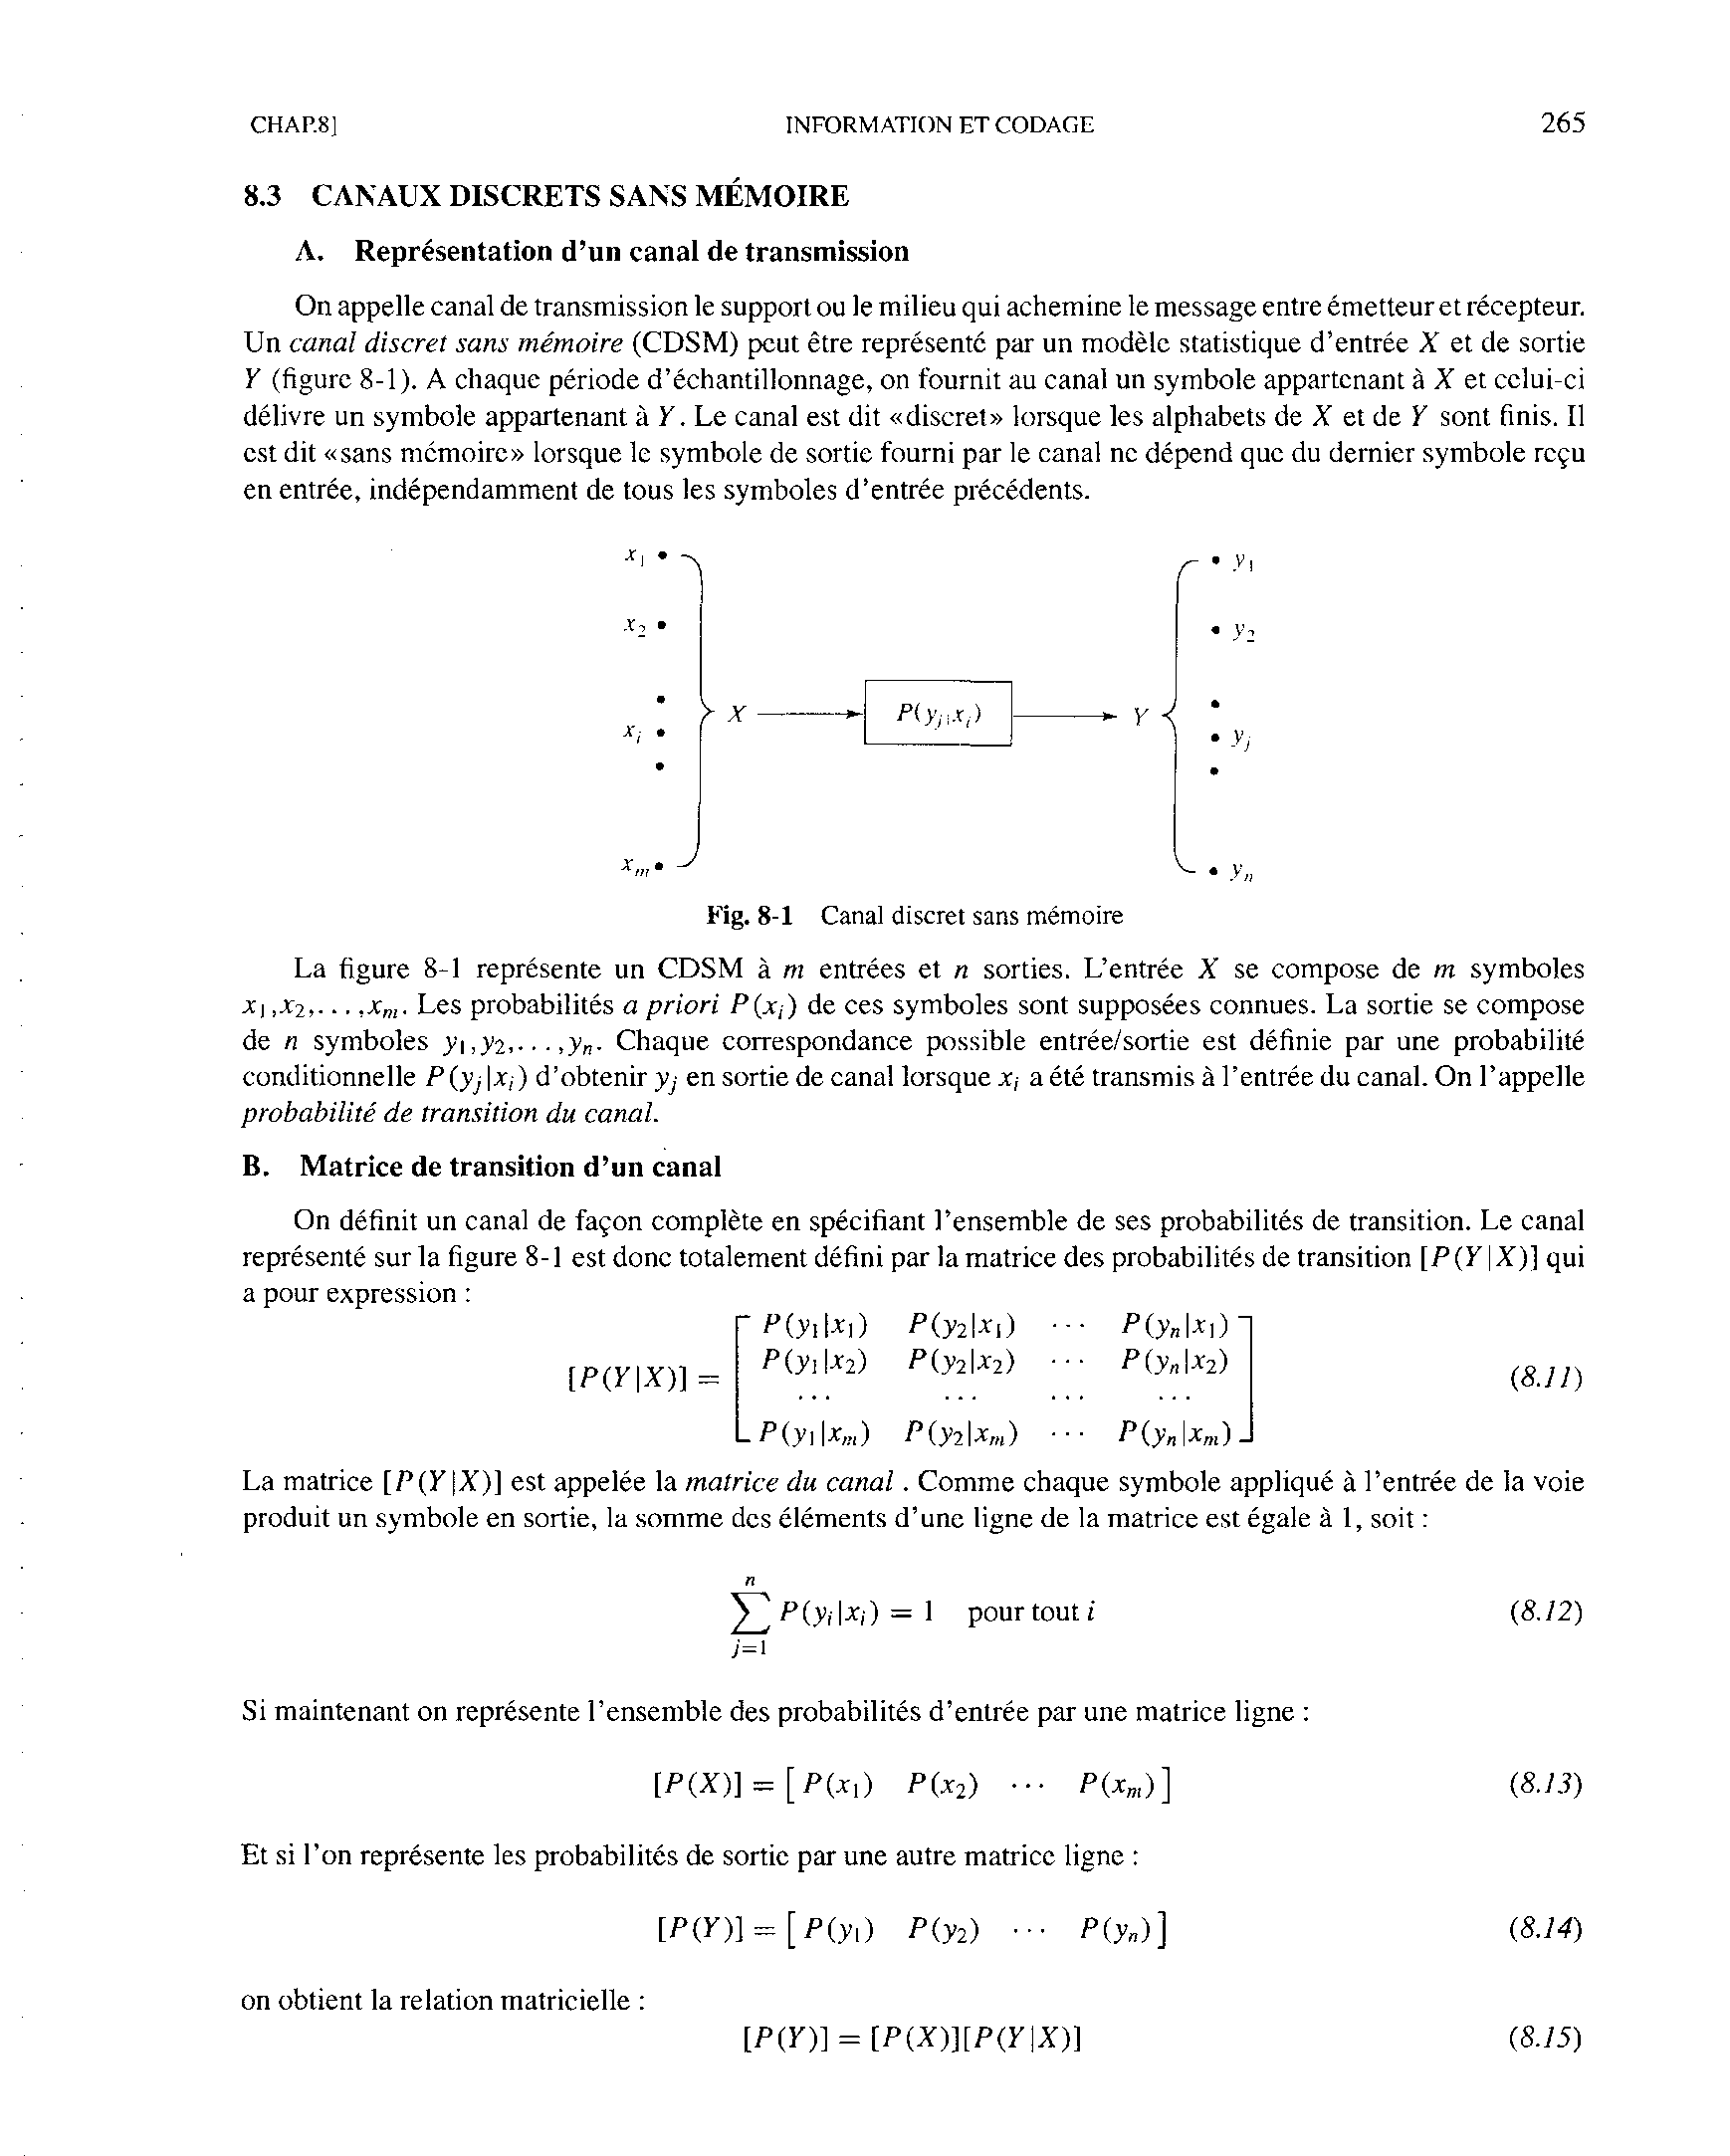 CHAP.8] INFORMATION ET CODAGE 265
8.3 CANAUX DISCRETS SANS MÉMOIRE
A. Représentation d'un canal de transmission
On appelle canal de transmission le support ou le milieu qui achemine le message entre émetteur et récepteur.
Un canal discret sans mémoire (CDSM) peut être représenté par un modèle statistique d'entrée X et de sortie
Y (figure 8-1). A chaque période d'échantillonnage, on fournit au canal un symbole appartenant à X et celui-ci
délivre un symbole appartenant à Y. Le canal est dit «discret» lorsque les alphabets de X et de Y sont finis. Il
est dit «sans mémoire» lorsque le symbole de sortie fourni par le canal ne dépend que du dernier symbole reçu
en entrée, indépendamment de tous les symboles d'entrée précédents.
x₁ • • y₁
x₂ • • y₂
• •
X P(yⱼ|xᵢ) Y
xᵢ • • yⱼ
• •
xₘ • • yₙ
Fig. 8-1 Canal discret sans mémoire
La figure 8-1 représente un CDSM à m entrées et n sorties. L'entrée X se compose de m symboles
x₁,x₂,...,xₘ. Les probabilités a priori P(xᵢ) de ces symboles sont supposées connues. La sortie se compose
de n symboles y₁,y₂,...,yₙ. Chaque correspondance possible entrée/sortie est définie par une probabilité
conditionnelle P(yⱼ|xᵢ) d'obtenir yⱼ en sortie de canal lorsque xᵢ a été transmis à l'entrée du canal. On l'appelle
probabilité de transition du canal.
B. Matrice de transition d'un canal
On définit un canal de façon complète en spécifiant l'ensemble de ses probabilités de transition. Le canal
représenté sur la figure 8-1 est donc totalement défini par la matrice des probabilités de transition [P(Y|X)] qui
a pour expression :
P(y₁|x₁) P(y₂|x₁) ··· P(yₙ|x₁)
P(y₁|x₂) P(y₂|x₂) ··· P(yₙ|x₂)
[P(Y|X)] = (8.11)
... ... ... ...
P(y₁|xₘ) P(y₂|xₘ) ··· P(yₙ|xₘ)
La matrice [P(Y|X)] est appelée la matrice du canal. Comme chaque symbole appliqué à l'entrée de la voie
produit un symbole en sortie, la somme des éléments d'une ligne de la matrice est égale à 1, soit :
n
∑ P(yᵢ|xᵢ) = 1 pour tout i (8.12)
j=1
Si maintenant on représente l'ensemble des probabilités d'entrée par une matrice ligne :
[P(X)] = [ P(x₁) P(x₂) ··· P(xₘ) ] (8.13)
Et si l'on représente les probabilités de sortie par une autre matrice ligne :
[P(Y)] = [ P(y₁) P(y₂) ··· P(yₙ) ] (8.14)
on obtient la relation matricielle :
[P(Y)] = [P(X)][P(Y|X)] (8.15)